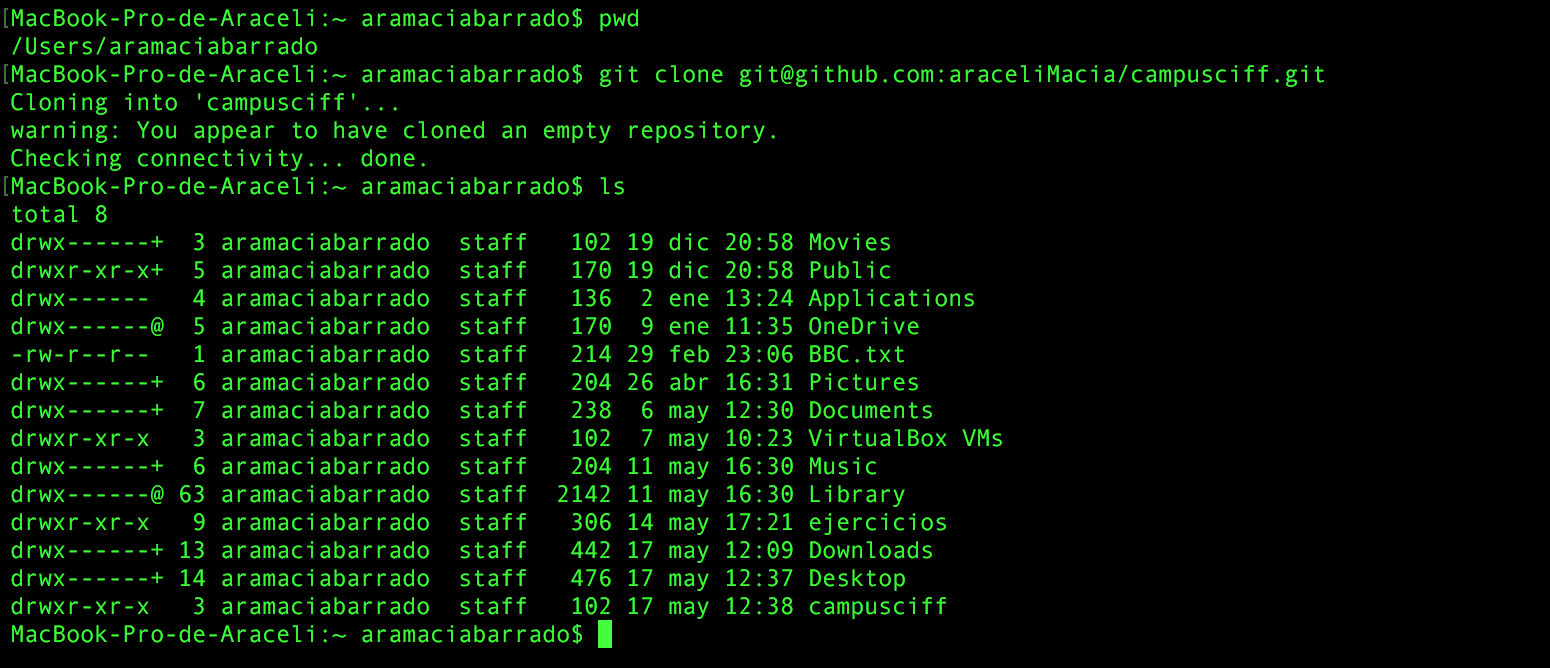 [MacBook-Pro-de-Araceli:~ aramaciabarrado$ pwd
/Users/aramaciabarrado
[MacBook-Pro-de-Araceli:~ aramaciabarrado$ git clone git@github.com:araceliMacia/campusciff.git
Cloning into 'campusciff'...
warning: You appear to have cloned an empty repository.
Checking connectivity... done.
[MacBook-Pro-de-Araceli:~ aramaciabarrado$ ls
total 8
drwx------+  3 aramaciabarrado  staff   102 19 dic 20:58 Movies
drwxr-xr-x+  5 aramaciabarrado  staff   170 19 dic 20:58 Public
drwx------   4 aramaciabarrado  staff   136  2 ene 13:24 Applications
drwx------@  5 aramaciabarrado  staff   170  9 ene 11:35 OneDrive
-rw-r--r--   1 aramaciabarrado  staff   214 29 feb 23:06 BBC.txt
drwx------+  6 aramaciabarrado  staff   204 26 abr 16:31 Pictures
drwx------+  7 aramaciabarrado  staff   238  6 may 12:30 Documents
drwxr-xr-x   3 aramaciabarrado  staff   102  7 may 10:23 VirtualBox VMs
drwx------+  6 aramaciabarrado  staff   204 11 may 16:30 Music
drwx------@ 63 aramaciabarrado  staff  2142 11 may 16:30 Library
drwxr-xr-x   9 aramaciabarrado  staff   306 14 may 17:21 ejercicios
drwx------+ 13 aramaciabarrado  staff   442 17 may 12:09 Downloads
drwx------+ 14 aramaciabarrado  staff   476 17 may 12:37 Desktop
drwxr-xr-x   3 aramaciabarrado  staff   102 17 may 12:38 campusciff
MacBook-Pro-de-Araceli:~ aramaciabarrado$